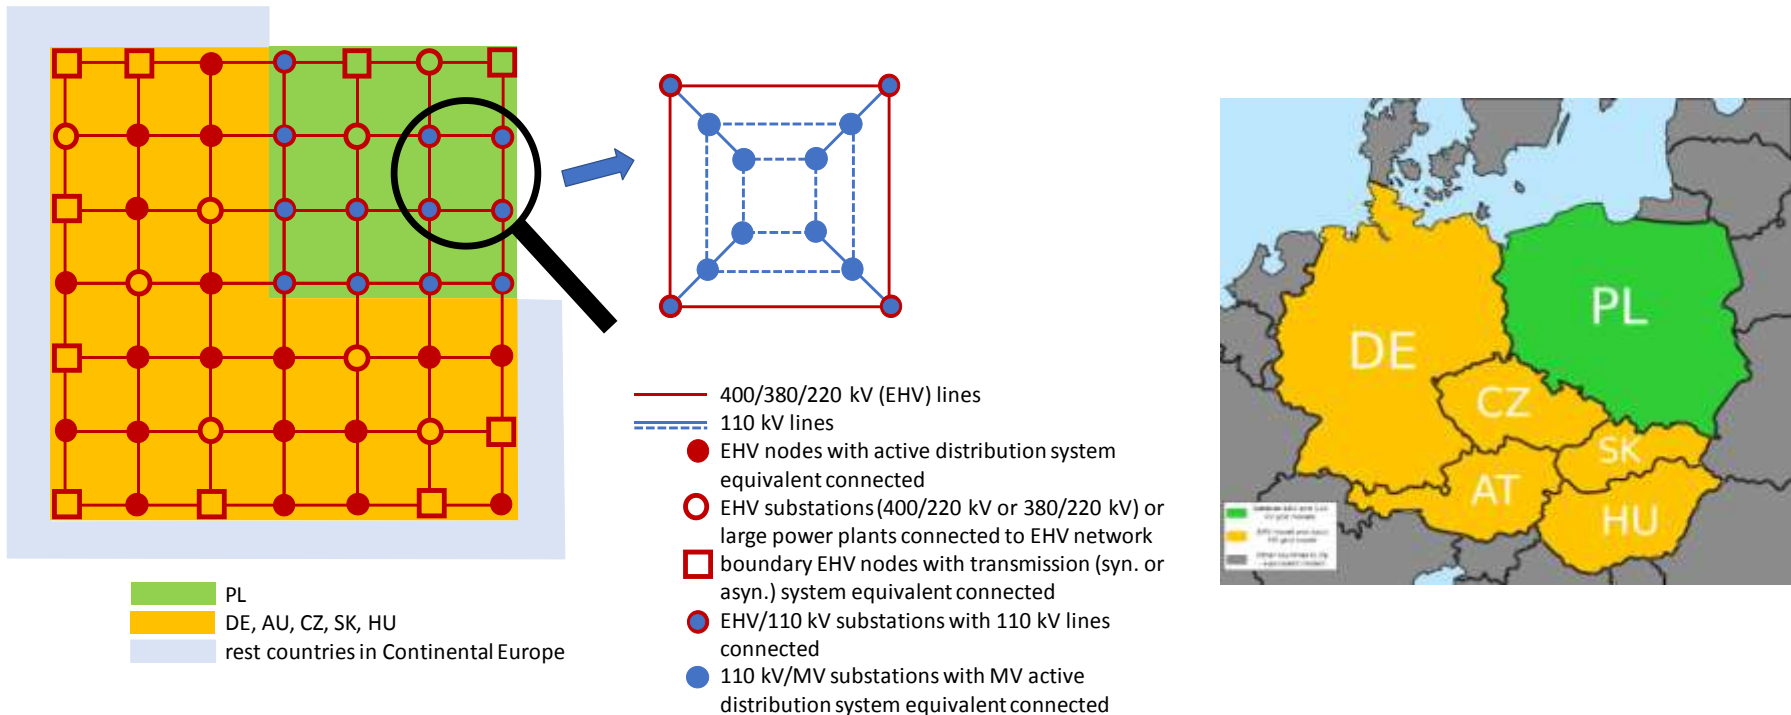 400/380/220 kV (EHV) lines
110 kV lines
EHV nodes with active distribution system
equivalent connected
EHV substations (400/220 kV or 380/220 kV) or
large power plants connected to EHV network
boundary EHV nodes with transmission (syn. or
asyn.) system equivalent connected
EHV/110 kV substations with 110 kV lines
connected
110 kV/MV substations with MV active
distribution system equivalent connected
PL
DE, AU, CZ, SK, HU
rest countries in Continental Europe
PL
DE
CZ
SK
AT
HU